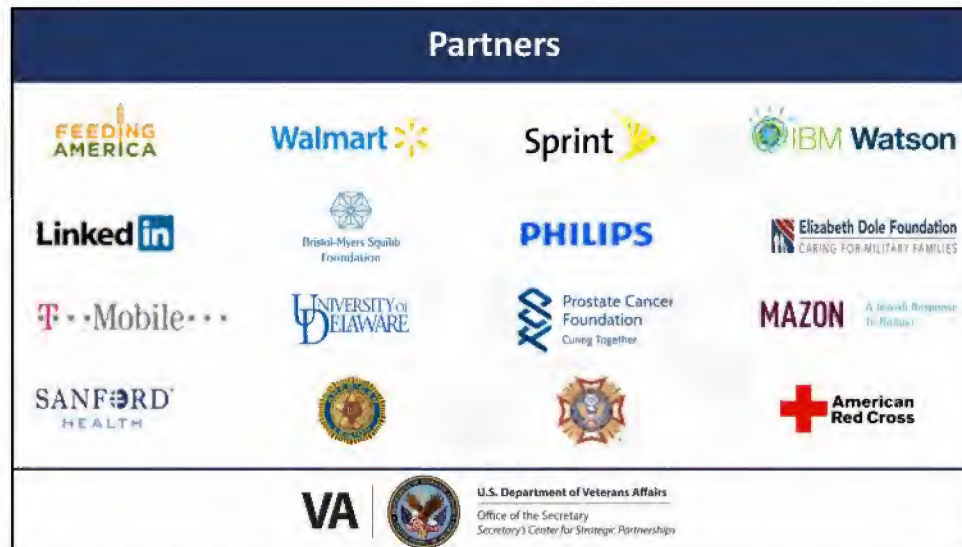 Partners
FEEDING
AMERICA
Walmart
Sprint
IBM Watson
Linked in
Bristol-Myers Squibb
Foundation
PHILIPS
Elizabeth Dole Foundation
CARING FOR MILITARY FAMILIES
T··Mobile···
UNIVERSITY OF
DELAWARE
Prostate Cancer
Foundation
Curing Together
MAZON
A Jewish Response
To Hunger
SANFORD
HEALTH
American
Red Cross
VA
U.S. Department of Veterans Affairs
Office of the Secretary
Secretary's Center for Strategic Partnerships